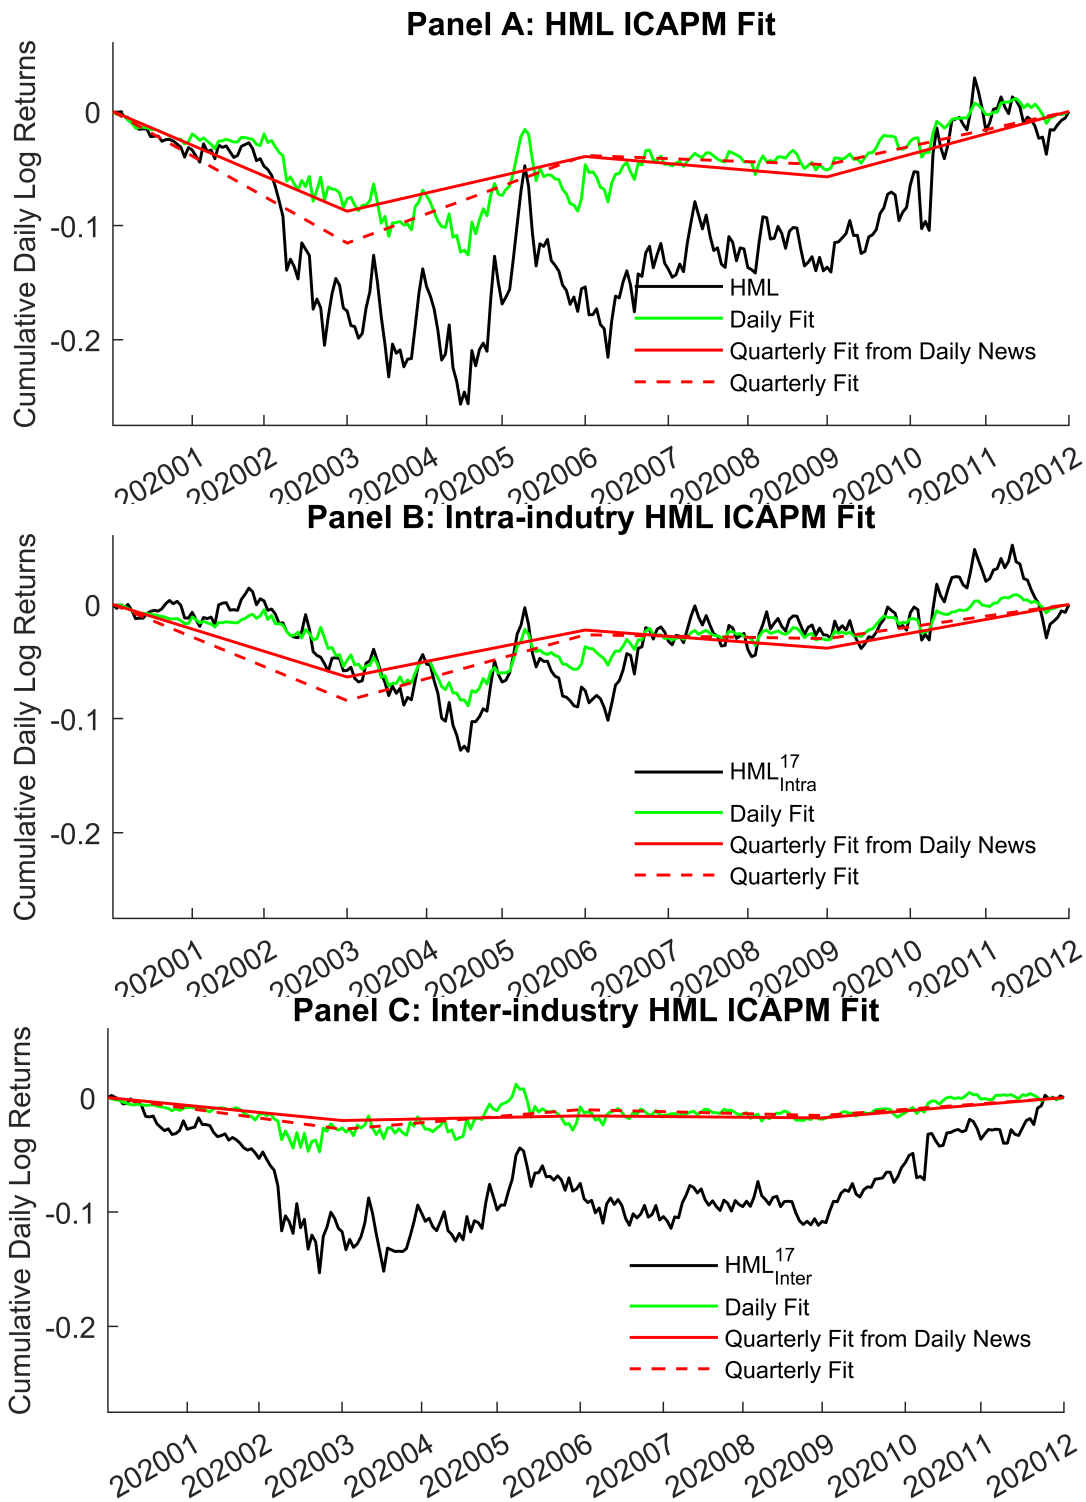 Panel A: HML ICAPM Fit
Cumulative Daily Log Returns
0
-0.1
-0.2
HML
Daily Fit
Quarterly Fit from Daily News
Quarterly Fit
202001 202002 202003 202004 202005 202006 202007 202008 202009 202010 202011 202012
Panel B: Intra-indutry HML ICAPM Fit
Cumulative Daily Log Returns
0
-0.1
-0.2
HML17Intra
Daily Fit
Quarterly Fit from Daily News
Quarterly Fit
202001 202002 202003 202004 202005 202006 202007 202008 202009 202010 202011 202012
Panel C: Inter-industry HML ICAPM Fit
Cumulative Daily Log Returns
0
-0.1
-0.2
HML17Inter
Daily Fit
Quarterly Fit from Daily News
Quarterly Fit
202001 202002 202003 202004 202005 202006 202007 202008 202009 202010 202011 202012